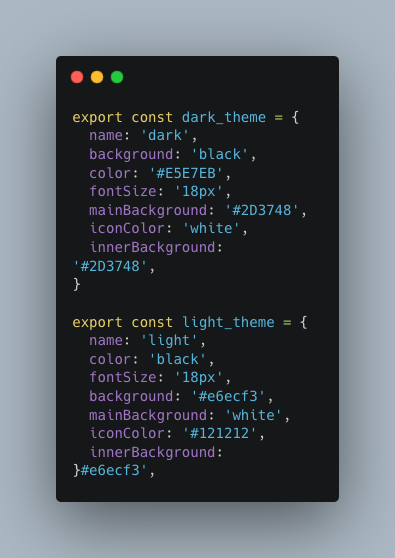 export const dark_theme = {
  name: 'dark',
  background: 'black',
  color: '#E5E7EB',
  fontSize: '18px',
  mainBackground: '#2D3748',
  iconColor: 'white',
  innerBackground:
'#2D3748',
}

export const light_theme = {
  name: 'light',
  color: 'black',
  fontSize: '18px',
  background: '#e6ecf3',
  mainBackground: 'white',
  iconColor: '#121212',
  innerBackground:
}#e6ecf3',